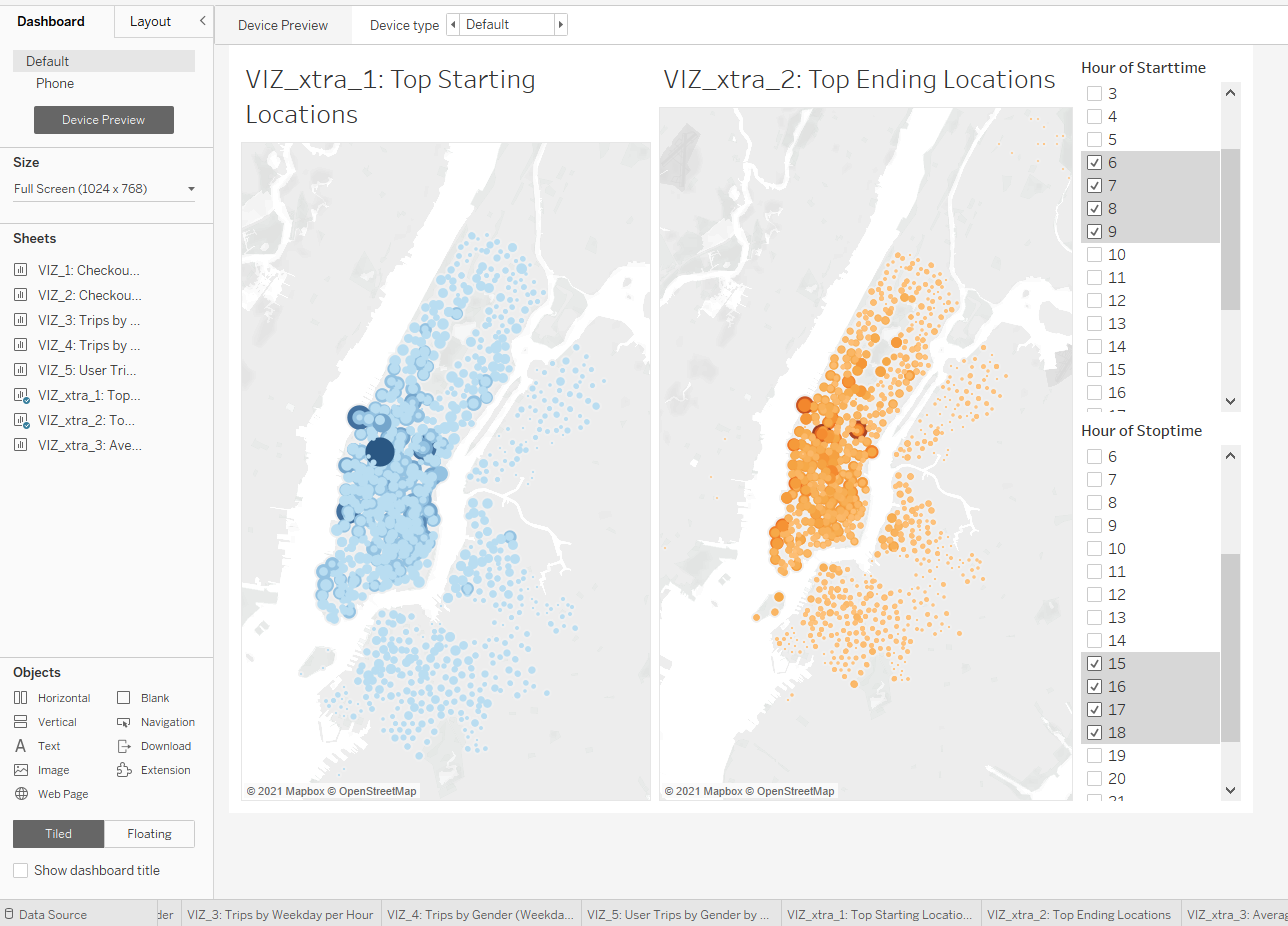 Dashboard
Layout
Device Preview
Device type
Default
Default
Phone
Device Preview
Size
Full Screen (1024 x 768)
Sheets
VIZ_1: Checkou...
VIZ_2: Checkou...
VIZ_3: Trips by ...
VIZ_4: Trips by ...
VIZ_5: User Tri...
VIZ_xtra_1: Top...
VIZ_xtra_2: To...
VIZ_xtra_3: Ave...
Objects
Horizontal
Blank
Vertical
Navigation
Text
Download
Image
Extension
Web Page
Tiled
Floating
Show dashboard title
VIZ_xtra_1: Top Starting
Locations
© 2021 Mapbox © OpenStreetMap
VIZ_xtra_2: Top Ending Locations
© 2021 Mapbox © OpenStreetMap
Hour of Starttime
3
4
5
6
7
8
9
10
11
12
13
14
15
16
17
Hour of Stoptime
6
7
8
9
10
11
12
13
14
15
16
17
18
19
20
21
Data Source
der
VIZ_3: Trips by Weekday per Hour
VIZ_4: Trips by Gender (Weekda...
VIZ_5: User Trips by Gender by ...
VIZ_xtra_1: Top Starting Locatio...
VIZ_xtra_2: Top Ending Locations
VIZ_xtra_3: Averag